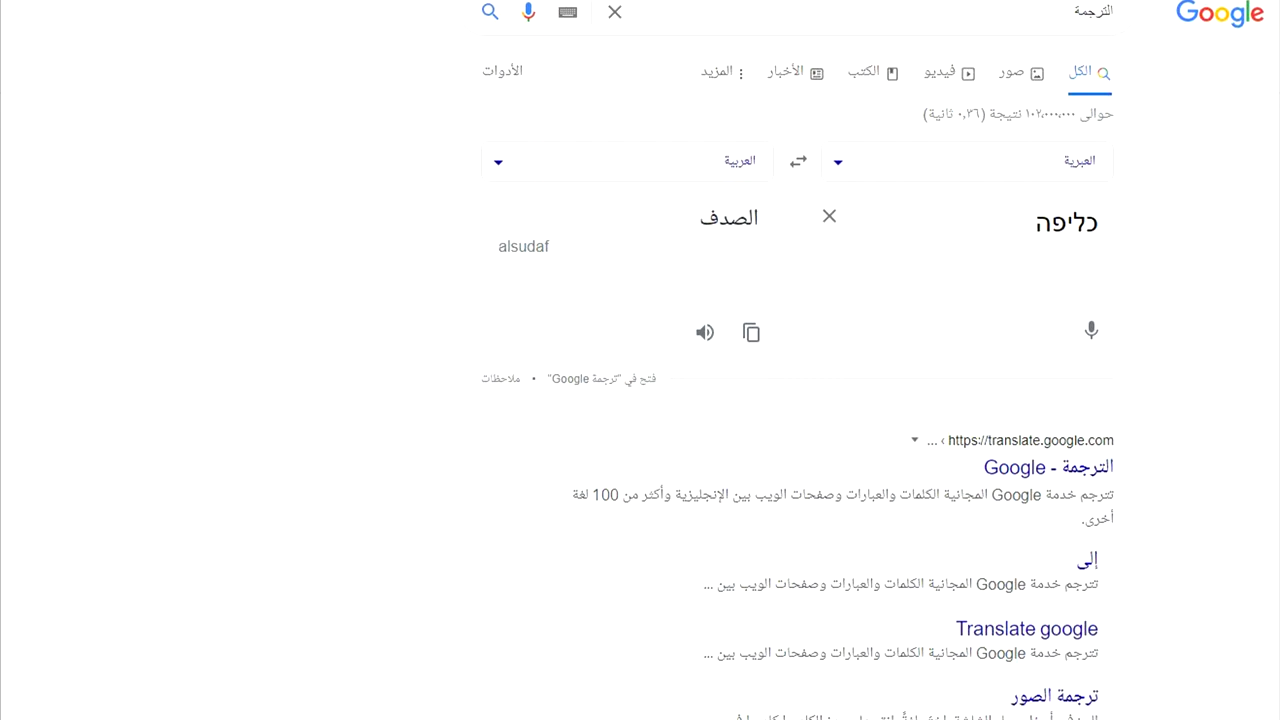 Google
الترجمة
الكل صور فيديو الكتب الأخبار المزيد الأدوات
حوالى ١٠٢,٠٠٠,٠٠٠ نتيجة (٠,٣٦ ثانية)
العبرية العربية
כליפה
الصدف
alsudaf
فتح في "ترجمة Google" • ملاحظات
https://translate.google.com › ...
الترجمة - Google
تترجم خدمة Google المجانية الكلمات والعبارات وصفحات الويب بين الإنجليزية وأكثر من 100 لغة
أخرى.
إلى
تترجم خدمة Google المجانية الكلمات والعبارات وصفحات الويب بين ...
Translate google
تترجم خدمة Google المجانية الكلمات والعبارات وصفحات الويب بين ...
ترجمة الصور